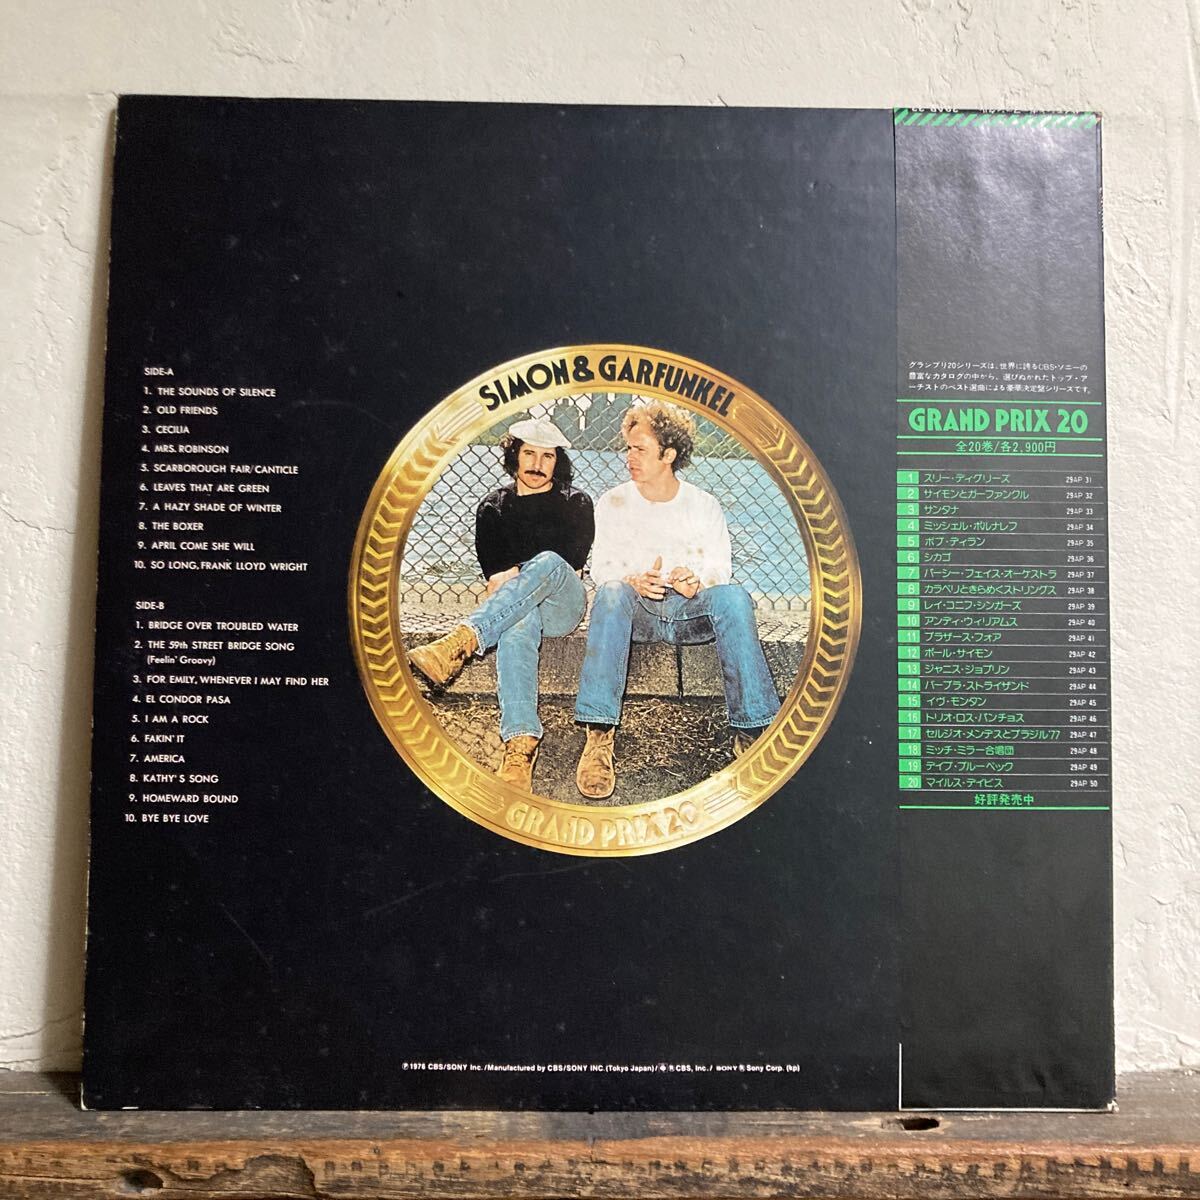 SIDE-A
1. THE SOUNDS OF SILENCE
2. OLD FRIENDS
3. CECILIA
4. MRS. ROBINSON
5. SCARBOROUGH FAIR/CANTICLE
6. LEAVES THAT ARE GREEN
7. A HAZY SHADE OF WINTER
8. THE BOXER
9. APRIL COME SHE WILL
10. SO LONG, FRANK LLOYD WRIGHT
SIDE-B
1. BRIDGE OVER TROUBLED WATER
2. THE 59th STREET BRIDGE SONG
(Feelin' Groovy)
3. FOR EMILY, WHENEVER I MAY FIND HER
4. EL CONDOR PASA
5. I AM A ROCK
6. FAKIN' IT
7. AMERICA
8. KATHY'S SONG
9. HOMEWARD BOUND
10. BYE BYE LOVE
SIMON & GARFUNKEL
GRAND PRIX 20
℗1976 CBS/SONY Inc./Manufactured by CBS/SONY INC.(Tokyo Japan)/ ® CBS, Inc./ SONY ® Sony Corp. (kp)
グランプリ20シリーズは、世界に誇るCBS・ソニーの
豊富なカタログの中から、選びぬかれたトップ・ア
ーチストのベスト選曲による豪華決定盤シリーズです。
GRAND PRIX 20
全20巻/各2,900円
1 スリー・ディグリーズ 29AP 31
2 サイモンとガーファンクル 29AP 32
3 サンタナ 29AP 33
4 ミッシェル・ポルナレフ 29AP 34
5 ボブ・ディラン 29AP 35
6 シカゴ 29AP 36
7 パーシー・フェイス・オーケストラ 29AP 37
8 カラベリときらめくストリングス 29AP 38
9 レイ・コニフ・シンガーズ 29AP 39
10 アンディ・ウィリアムス 29AP 40
11 ブラザース・フォア 29AP 41
12 ポール・サイモン 29AP 42
13 ジャニス・ジョプリン 29AP 43
14 バーブラ・ストライザンド 29AP 44
15 イヴ・モンタン 29AP 45
16 トリオ・ロス・パンチョス 29AP 46
17 セルジオ・メンデスとブラジル'77 29AP 47
18 ミッチ・ミラー合唱団 29AP 48
19 デイブ・ブルーベック 29AP 49
20 マイルス・デイビス 29AP 50
好評発売中